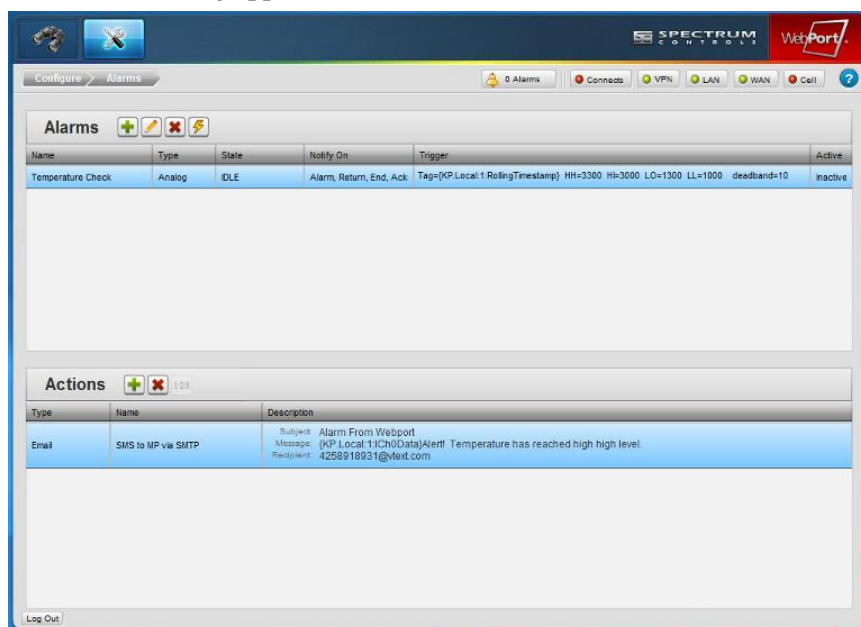 SPECTRUM
CONTROLS
WebPort.
Configure
Alarms
0 Alarms
Connects
VPN
LAN
WAN
Cell
?
Alarms
Name Type State Notify On Trigger Active
Temperature Check Analog IDLE Alarm, Return, End, Ack Tag={KP.Local:1:RollingTimestamp} HH=3300 HI=3000 LO=1300 LL=1000 deadband=10 Inactive
Actions 123
Type Name Description
Email SMS to MP via SMTP
Subject: Alarm From Webport
Message: {KP.Local:1:ICh0Data}Alert! Temperature has reached high high level.
Recipient: 4258918931@vtext.com
Log Out